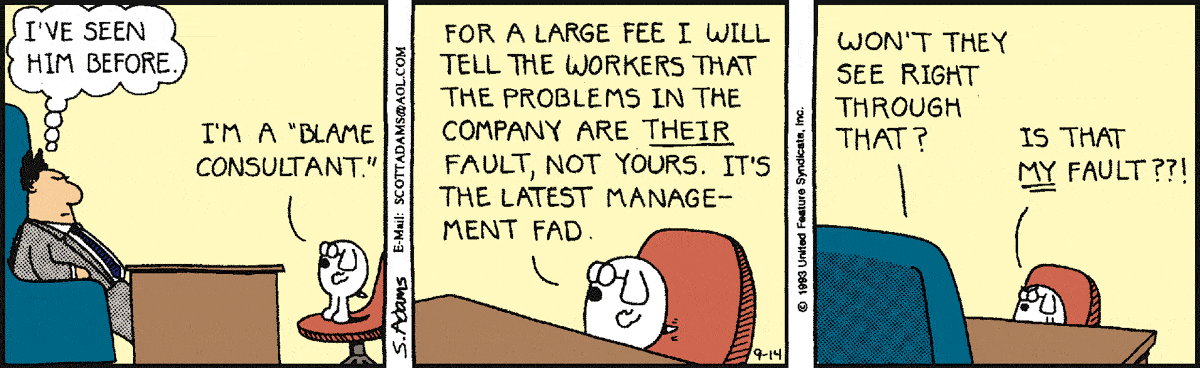 I'VE SEEN
HIM BEFORE.
I'M A "BLAME
CONSULTANT."
S. Adams
E-Mail: SCOTTADAMS@AOL.COM
FOR A LARGE FEE I WILL
TELL THE WORKERS THAT
THE PROBLEMS IN THE
COMPANY ARE THEIR
FAULT, NOT YOURS. IT'S
THE LATEST MANAGE-
MENT FAD.
9-14
© 1993 United Feature Syndicate, Inc.
WON'T THEY
SEE RIGHT
THROUGH
THAT?
IS THAT
MY FAULT??!